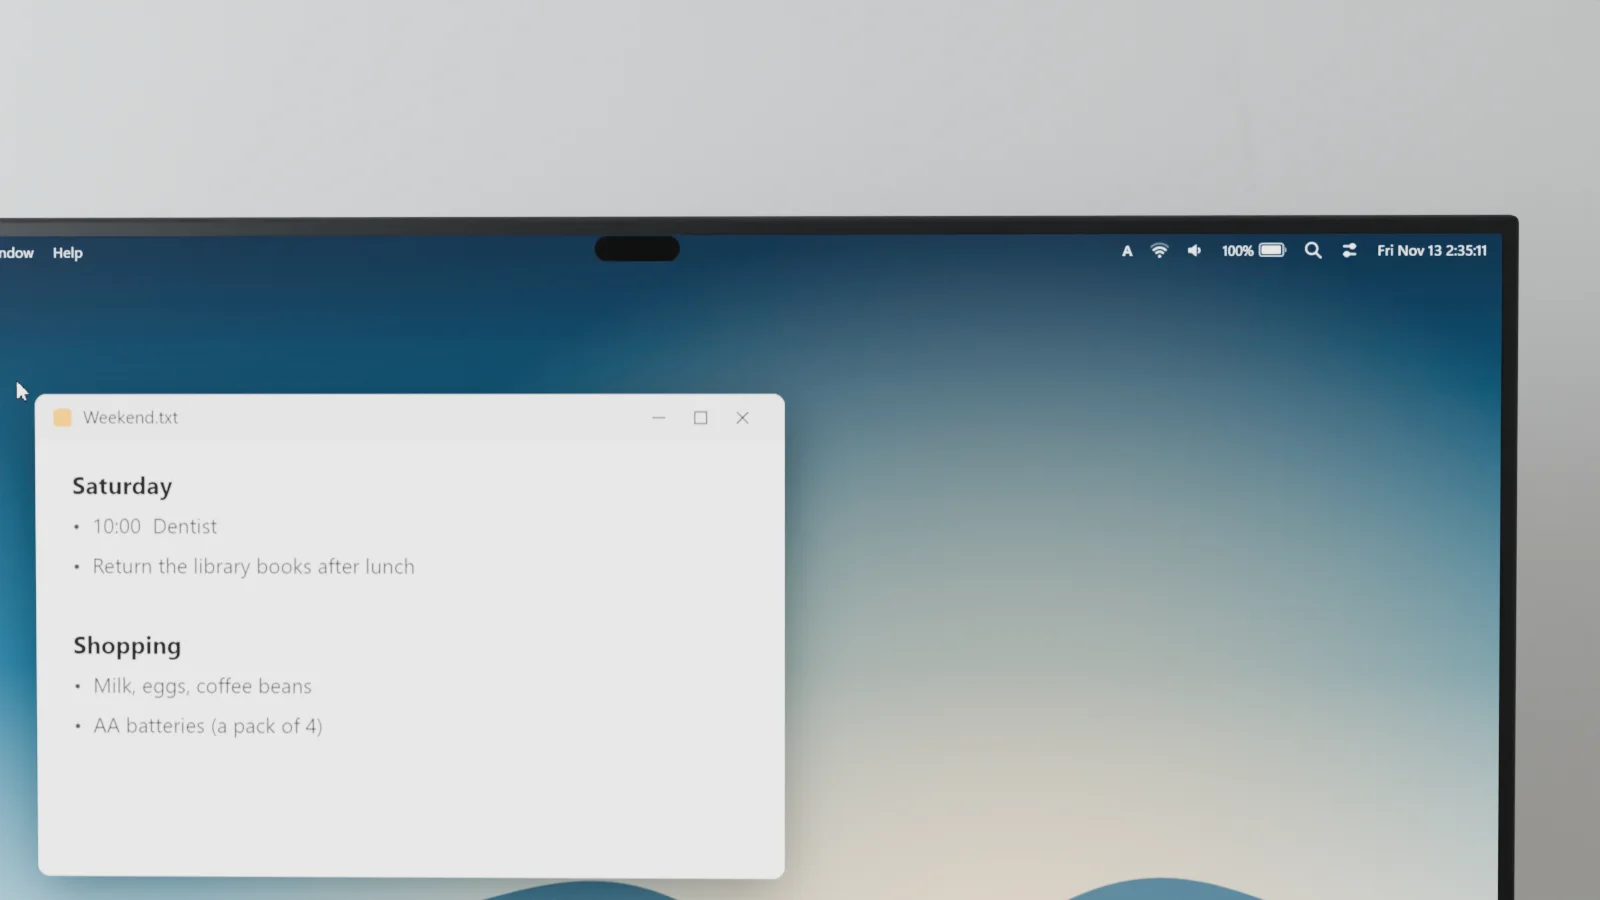 Help
A 100% Fri Nov 13 2:35:11
Weekend.txt
Saturday
• 10:00 Dentist
• Return the library books after lunch
Shopping
• Milk, eggs, coffee beans
• AA batteries (a pack of 4)